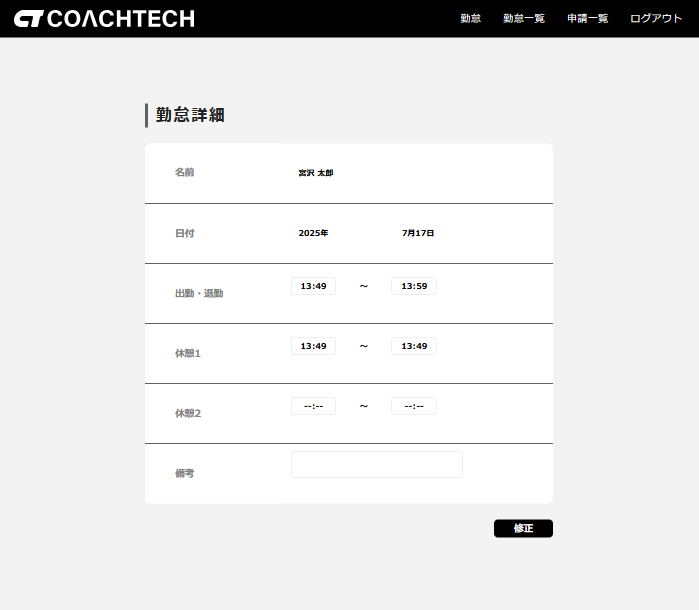 COACHTECH 勤怠 勤怠一覧 申請一覧 ログアウト
勤怠詳細
名前 宮沢 太郎
日付 2025年 7月17日
出勤・退勤 13:49 ～ 13:59
休憩1 13:49 ～ 13:49
休憩2 --:-- ～ --:--
備考
修正